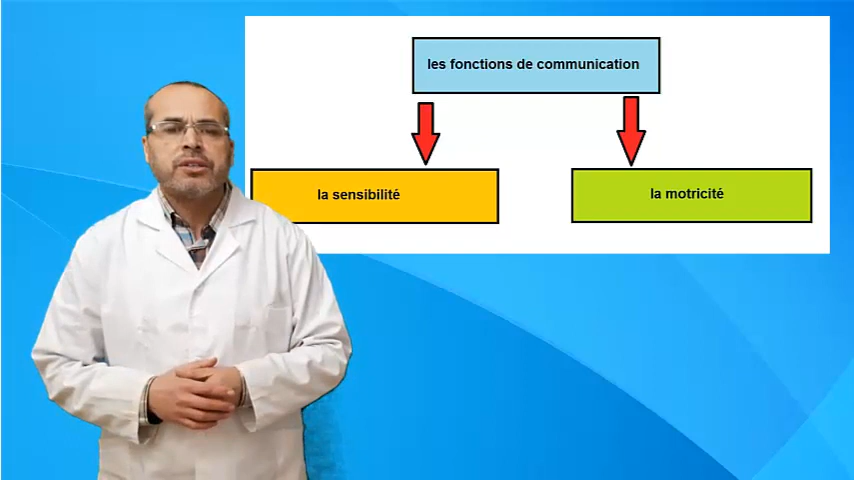 les fonctions de communication
la sensibilité
la motricité